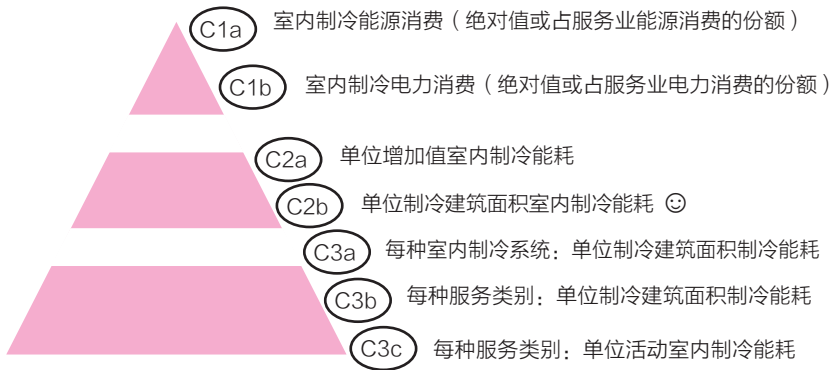 C1a 室内制冷能源消费（绝对值或占服务业能源消费的份额）
C1b 室内制冷电力消费（绝对值或占服务业电力消费的份额）
C2a 单位增加值室内制冷能耗
C2b 单位制冷建筑面积室内制冷能耗 ☺
C3a 每种室内制冷系统：单位制冷建筑面积制冷能耗
C3b 每种服务类别：单位制冷建筑面积制冷能耗
C3c 每种服务类别：单位活动室内制冷能耗